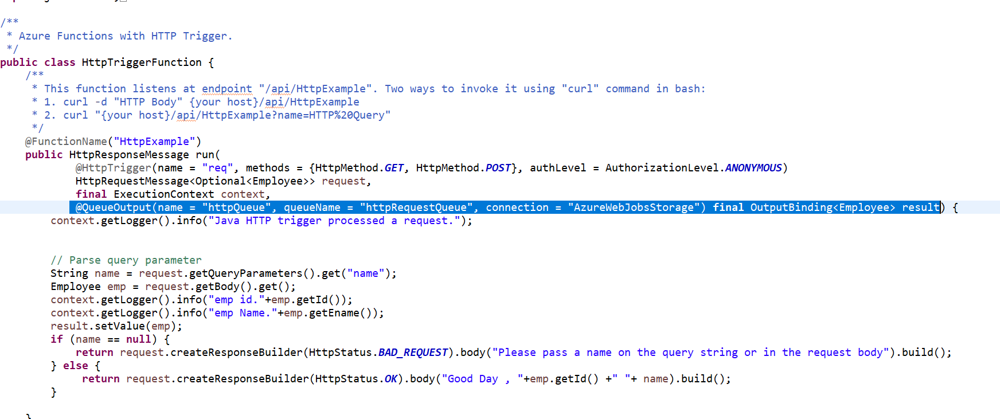 /**
 * Azure Functions with HTTP Trigger.
 */
public class HttpTriggerFunction {
    /**
     * This function listens at endpoint "/api/HttpExample". Two ways to invoke it using "curl" command in bash:
     * 1. curl -d "HTTP Body" {your host}/api/HttpExample
     * 2. curl "{your host}/api/HttpExample?name=HTTP%20Query"
     */
    @FunctionName("HttpExample")
    public HttpResponseMessage run(
            @HttpTrigger(name = "req", methods = {HttpMethod.GET, HttpMethod.POST}, authLevel = AuthorizationLevel.ANONYMOUS)
            HttpRequestMessage<Optional<Employee>> request,
            final ExecutionContext context,
            @QueueOutput(name = "httpQueue", queueName = "httpRequestQueue", connection = "AzureWebJobsStorage") final OutputBinding<Employee> result) {
        context.getLogger().info("Java HTTP trigger processed a request.");
        // Parse query parameter
        String name = request.getQueryParameters().get("name");
        Employee emp = request.getBody().get();
        context.getLogger().info("emp id."+emp.getId());
        context.getLogger().info("emp Name."+emp.getEname());
        result.setValue(emp);
        if (name == null) {
            return request.createResponseBuilder(HttpStatus.BAD_REQUEST).body("Please pass a name on the query string or in the request body").build();
        } else {
             return request.createResponseBuilder(HttpStatus.OK).body("Good Day , "+emp.getId() +" "+ name).build();
        }
    }